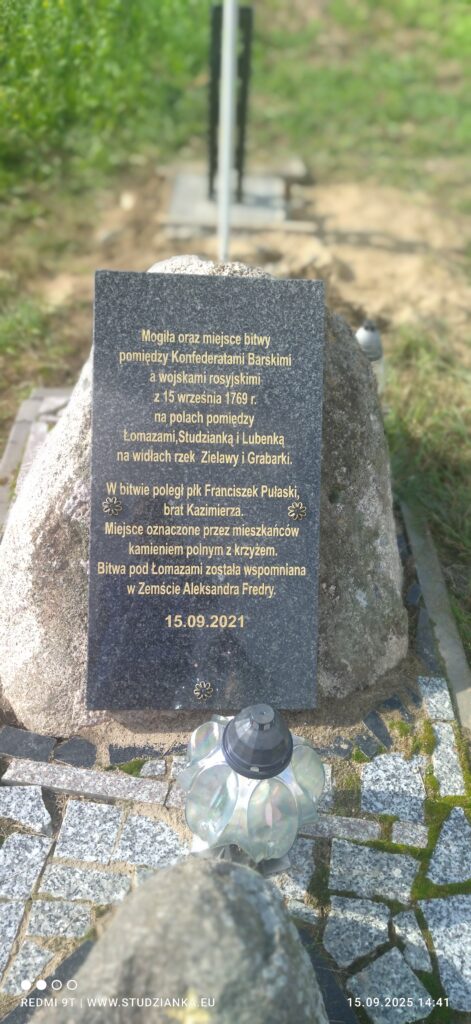 Mogiła oraz miejsce bitwy
pomiędzy Konfederatami Barskimi
a wojskami rosyjskimi
z 15 września 1769 r.
na polach pomiędzy
Łomazami,Studzianką i Lubenką
na widłach rzek Zielawy i Grabarki.
W bitwie poległ płk Franciszek Pułaski,
brat Kazimierza.
Miejsce oznaczone przez mieszkańców
kamieniem polnym z krzyżem.
Bitwa pod Łomazami została wspomniana
w Zemście Aleksandra Fredry.
15.09.2021
REDMI 9T | WWW.STUDZIANKA.EU
15.09.2025 14:41